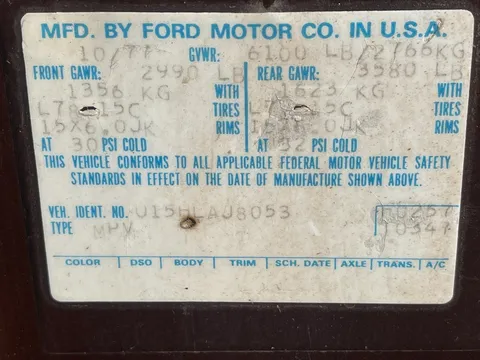 MFD. BY FORD MOTOR CO. IN U.S.A.
10/77 GVWR: 6100 LB/2766KG
FRONT GAWR: 2990 LB REAR GAWR: 3580 LB
1356 KG WITH 1623 KG WITH
TIRES TIRES
15X6.0JK RIMS RIMS
AT 30 PSI COLD AT 32 PSI COLD
THIS VEHICLE CONFORMS TO ALL APPLICABLE FEDERAL MOTOR VEHICLE SAFETY
STANDARDS IN EFFECT ON THE DATE OF MANUFACTURE SHOWN ABOVE.
VEH. IDENT. NO. U15HLAJ8053
TYPE MPV 0347
COLOR DSO BODY TRIM SCH. DATE AXLE TRANS. A/C